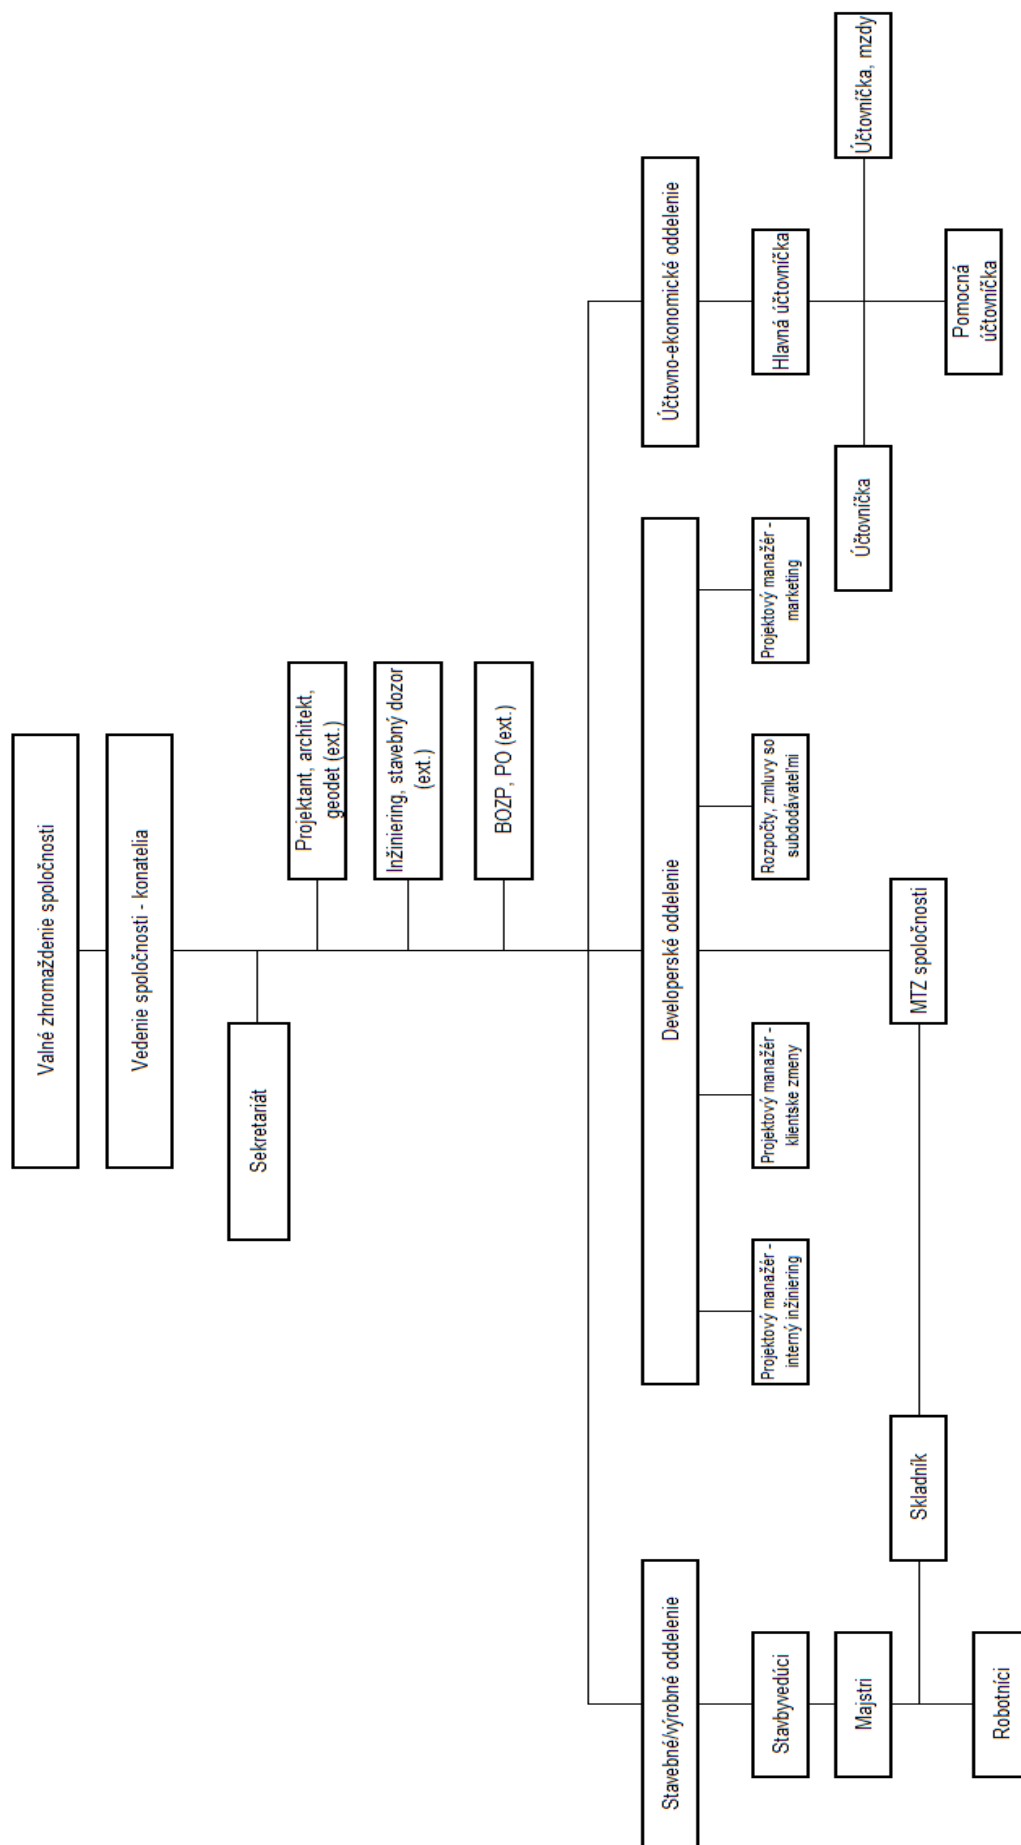 Valné zhromaždenie spoločnosti
Vedenie spoločnosti - konatelia
Sekretariát
Projektant, architekt,
geodet (ext.)
Inžiniering, stavebný dozor
(ext.)
BOZP, PO (ext.)
Stavebné/výrobné oddelenie
Developerské oddelenie
Účtovno-ekonomické oddelenie
Stavbyvedúci
Projektový manažér -
interný inžiniering
Projektový manažér -
klientske zmeny
Rozpočty, zmluvy so
subdodávateľmi
Projektový manažér -
marketing
Hlavná účtovníčka
Majstri
Účtovníčka
Účtovníčka, mzdy
Skladník
MTZ spoločnosti
Robotníci
Pomocná
účtovníčka